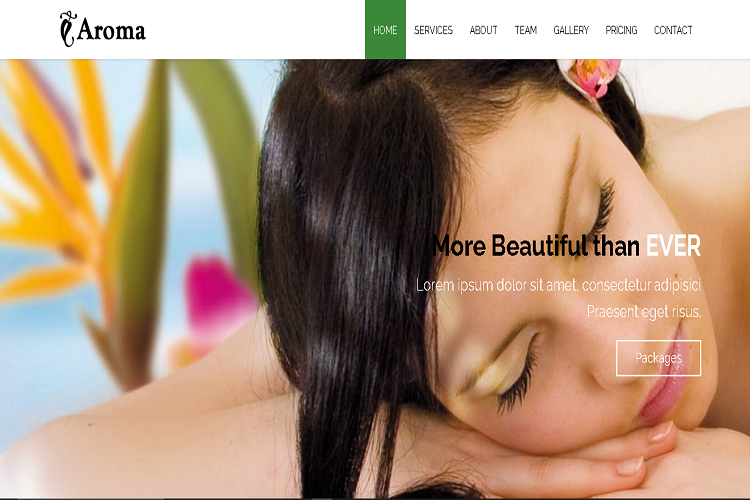 Aroma
HOME SERVICES ABOUT TEAM GALLERY PRICING CONTACT
More Beautiful than EVER
Lorem ipsum dolor sit amet, consectetur adipisici
Praesent eget risus.
Packages